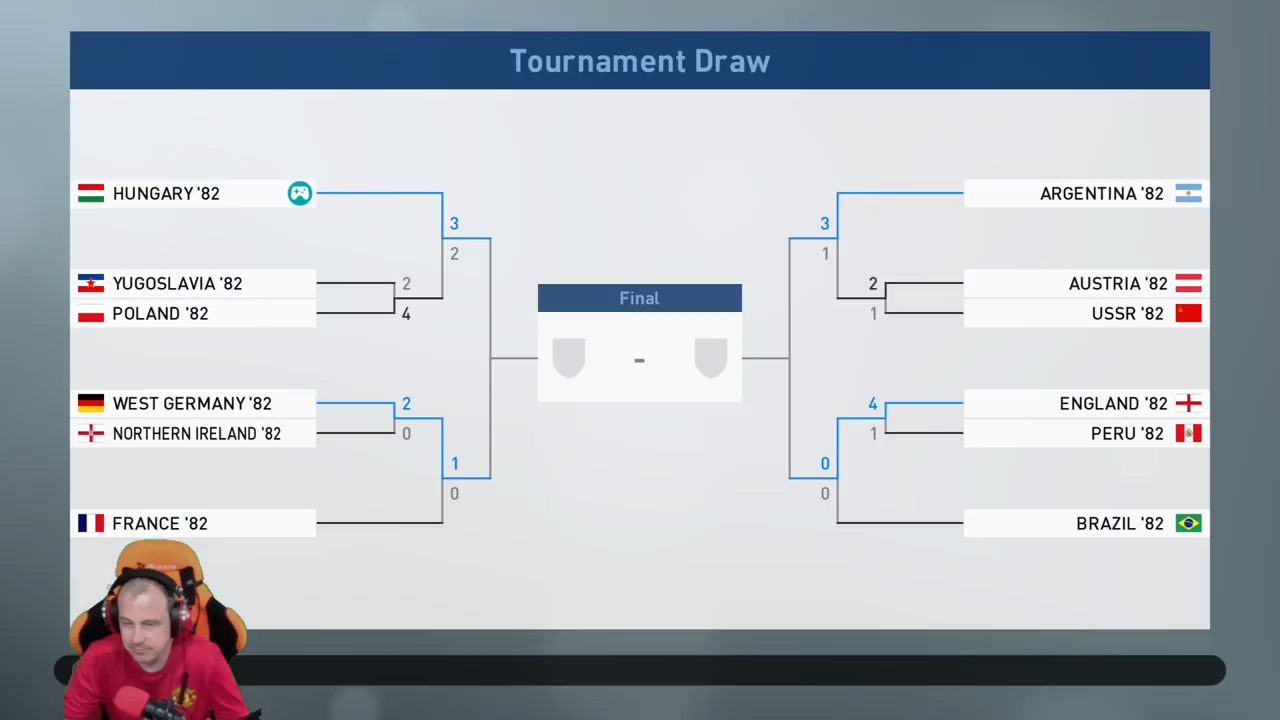 Tournament Draw
HUNGARY '82
3
2
YUGOSLAVIA '82
2
POLAND '82
4
WEST GERMANY '82
2
NORTHERN IRELAND '82
0
1
0
FRANCE '82
Final
-
ARGENTINA '82
3
1
AUSTRIA '82
2
USSR '82
1
ENGLAND '82
4
PERU '82
1
0
0
BRAZIL '82